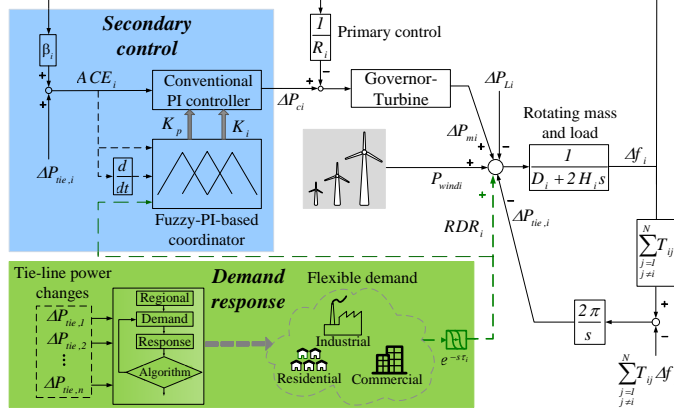 Secondary
control
β_i
+
+
ACE_i
Conventional
PI controller
ΔP_ci
K_p
K_i
d
dt
ΔP_tie,i
Fuzzy-PI-based
coordinator
1
R_i
Primary control
−
+
Governor-
Turbine
ΔP_mi
ΔP_Li
+
−
+
+
−
P_windi
RDR_i
ΔP_tie,i
Rotating mass
and load
1
D_i + 2H_i s
Δf_i
N
∑ T_ij
j=1
j≠i
+
−
2π
s
N
∑ T_ij Δf
j=1
j≠i
Tie-line power
changes
ΔP_tie,1
ΔP_tie,2
⋮
ΔP_tie,n
Regional
Demand
Response
Algorithm
Demand
response
Flexible demand
Industrial
Residential
Commercial
e^-sτ_i